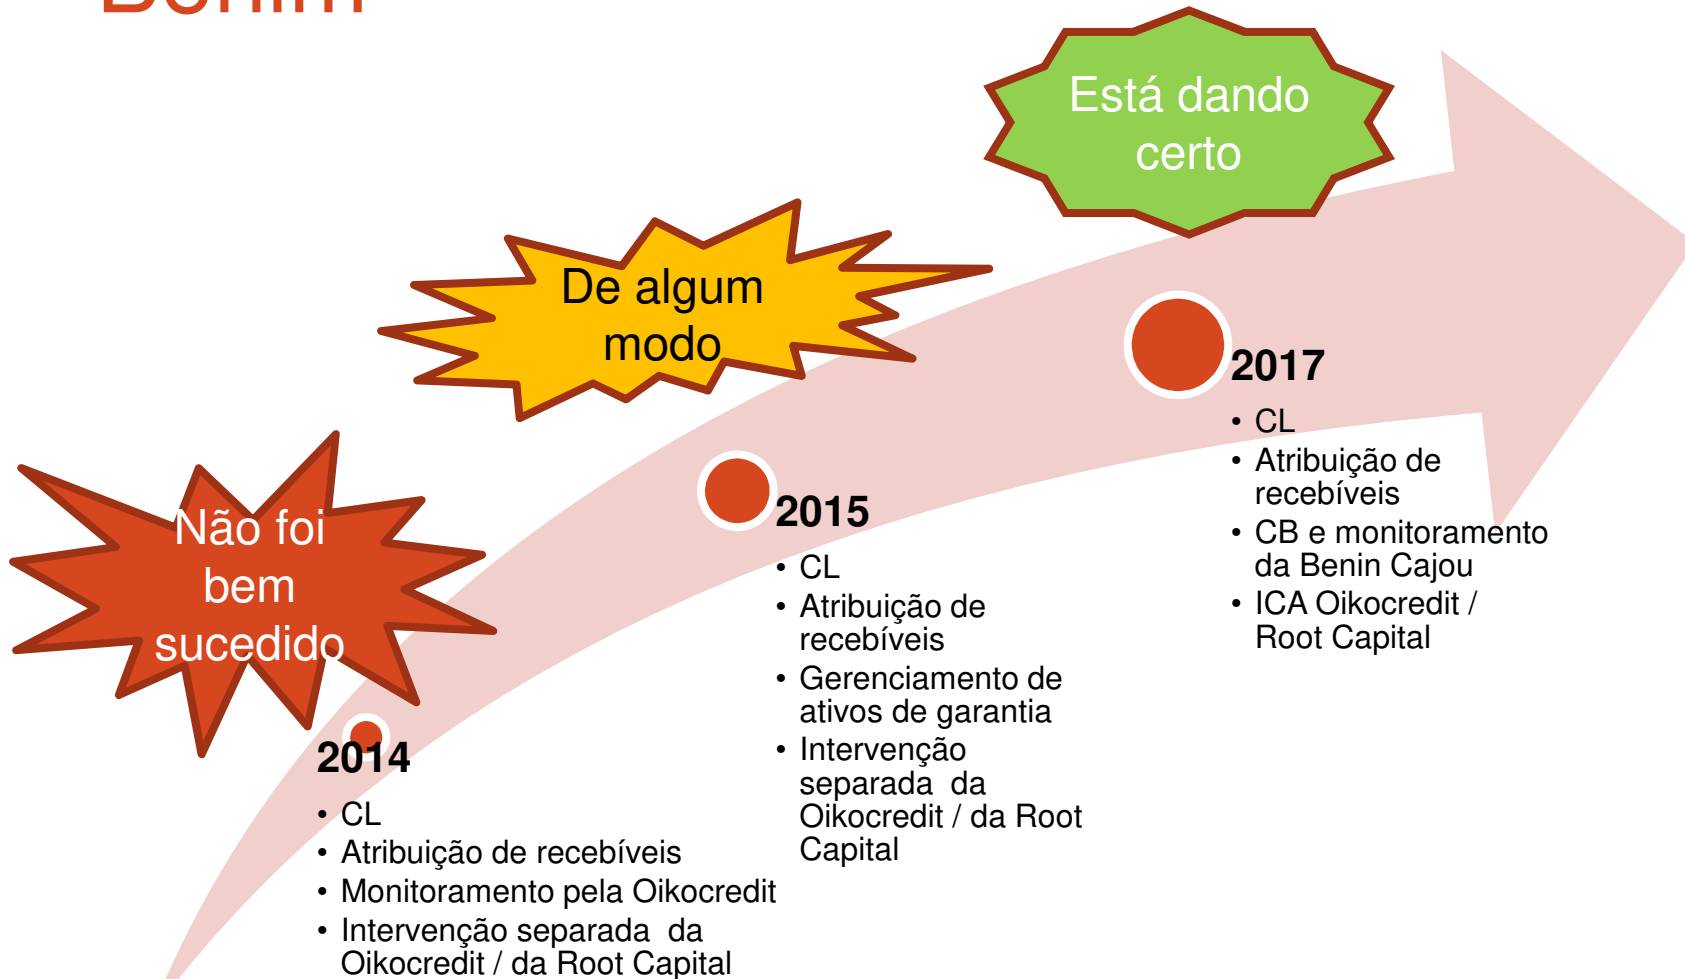 Benim
Está dando
certo
De algum
modo
Não foi
bem
sucedido
2014
• CL
• Atribuição de recebíveis
• Monitoramento pela Oikocredit
• Intervenção separada da
Oikocredit / da Root Capital
2015
• CL
• Atribuição de
recebíveis
• Gerenciamento de
ativos de garantia
• Intervenção
separada da
Oikocredit / da Root
Capital
2017
• CL
• Atribuição de
recebíveis
• CB e monitoramento
da Benin Cajou
• ICA Oikocredit /
Root Capital